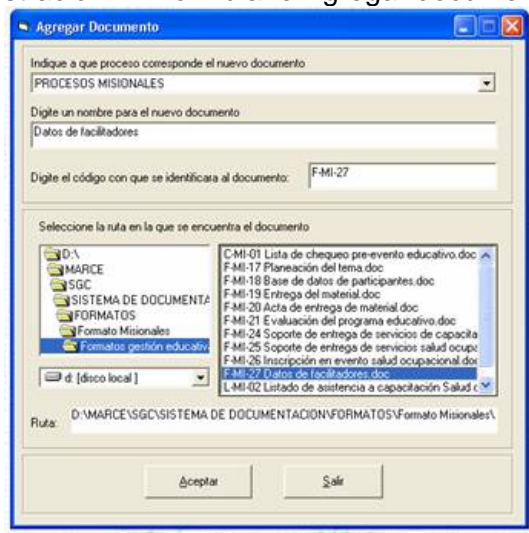 Agregar Documento
Indique a que proceso corresponde el nuevo documento
PROCESOS MISIONALES
Digite un nombre para el nuevo documento
Datos de facilitadores
Digite el código con que se identificara al documento:
F-MI-27
Seleccione la ruta en la que se encuentra el documento
D:\
MARCE
SGC
SISTEMA DE DOCUMENTA
FORMATOS
Formato Misionales
Formatos gestión educativ
d: [disco local ]
C-MI-01 Lista de chequeo pre-evento educativo.doc
F-MI-17 Planeación del tema.doc
F-MI-18 Base de datos de participantes.doc
F-MI-19 Entrega del material.doc
F-MI-20 Acta de entrega de material.doc
F-MI-21 Evaluación del programa educativo.doc
F-MI-24 Soporte de entrega de servicios de capacita
F-MI-25 Soporte de entrega de servicios salud ocupa
F-MI-26 Inscripción en evento salud ocupacional.doc
F-MI-27 Datos de facilitadores.doc
L-MI-02 Listado de asistencia a capacitación Salud c
Ruta:
D:\MARCE\SGC\SISTEMA DE DOCUMENTACION\FORMATOS\Formato Misionales\
Aceptar
Salir